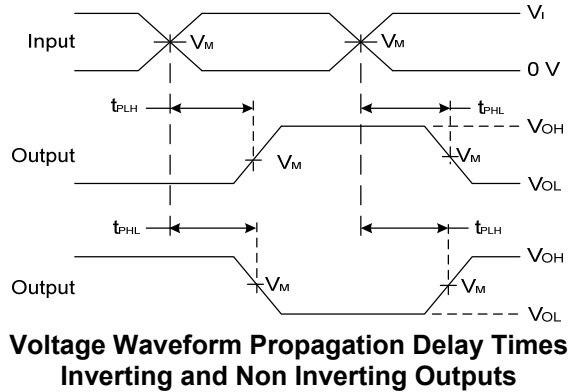 VI
Input VM VM
0 V
tPLH tPHL
VOH
Output VM VM
VOL
tPHL tPLH
VOH
Output VM VM
VOL
Voltage Waveform Propagation Delay Times
Inverting and Non Inverting Outputs